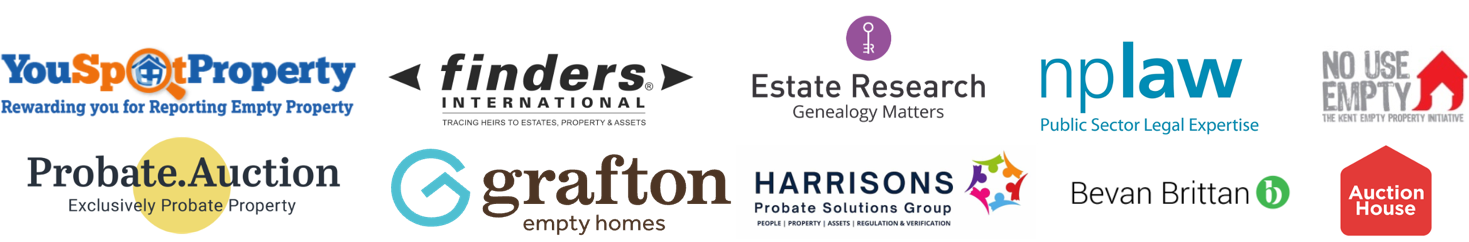 YouSpotProperty
Rewarding you for Reporting Empty Property
finders®
INTERNATIONAL
TRACING HEIRS TO ESTATES, PROPERTY & ASSETS
ER
Estate Research
Genealogy Matters
nplaw
Public Sector Legal Expertise
NO USE
EMPTY
THE KENT EMPTY PROPERTY INITIATIVE
Probate.Auction
Exclusively Probate Property
G grafton
empty homes
HARRISONS
Probate Solutions Group
PEOPLE | PROPERTY | ASSETS | REGULATION & VERIFICATION
Bevan Brittan b
Auction
House